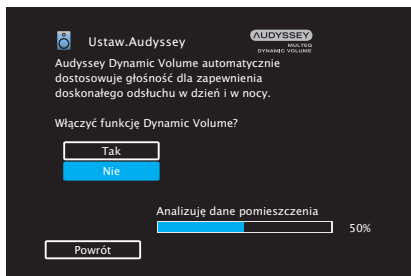 Ustaw.Audyssey
AUDYSSEY
MULTEQ
DYNAMIC VOLUME
Audyssey Dynamic Volume automatycznie
dostosowuje głośność dla zapewnienia
doskonałego odsłuchu w dzień i w nocy.
Włączyć funkcję Dynamic Volume?
Tak
Nie
Analizuję dane pomieszczenia
50%
Powrót